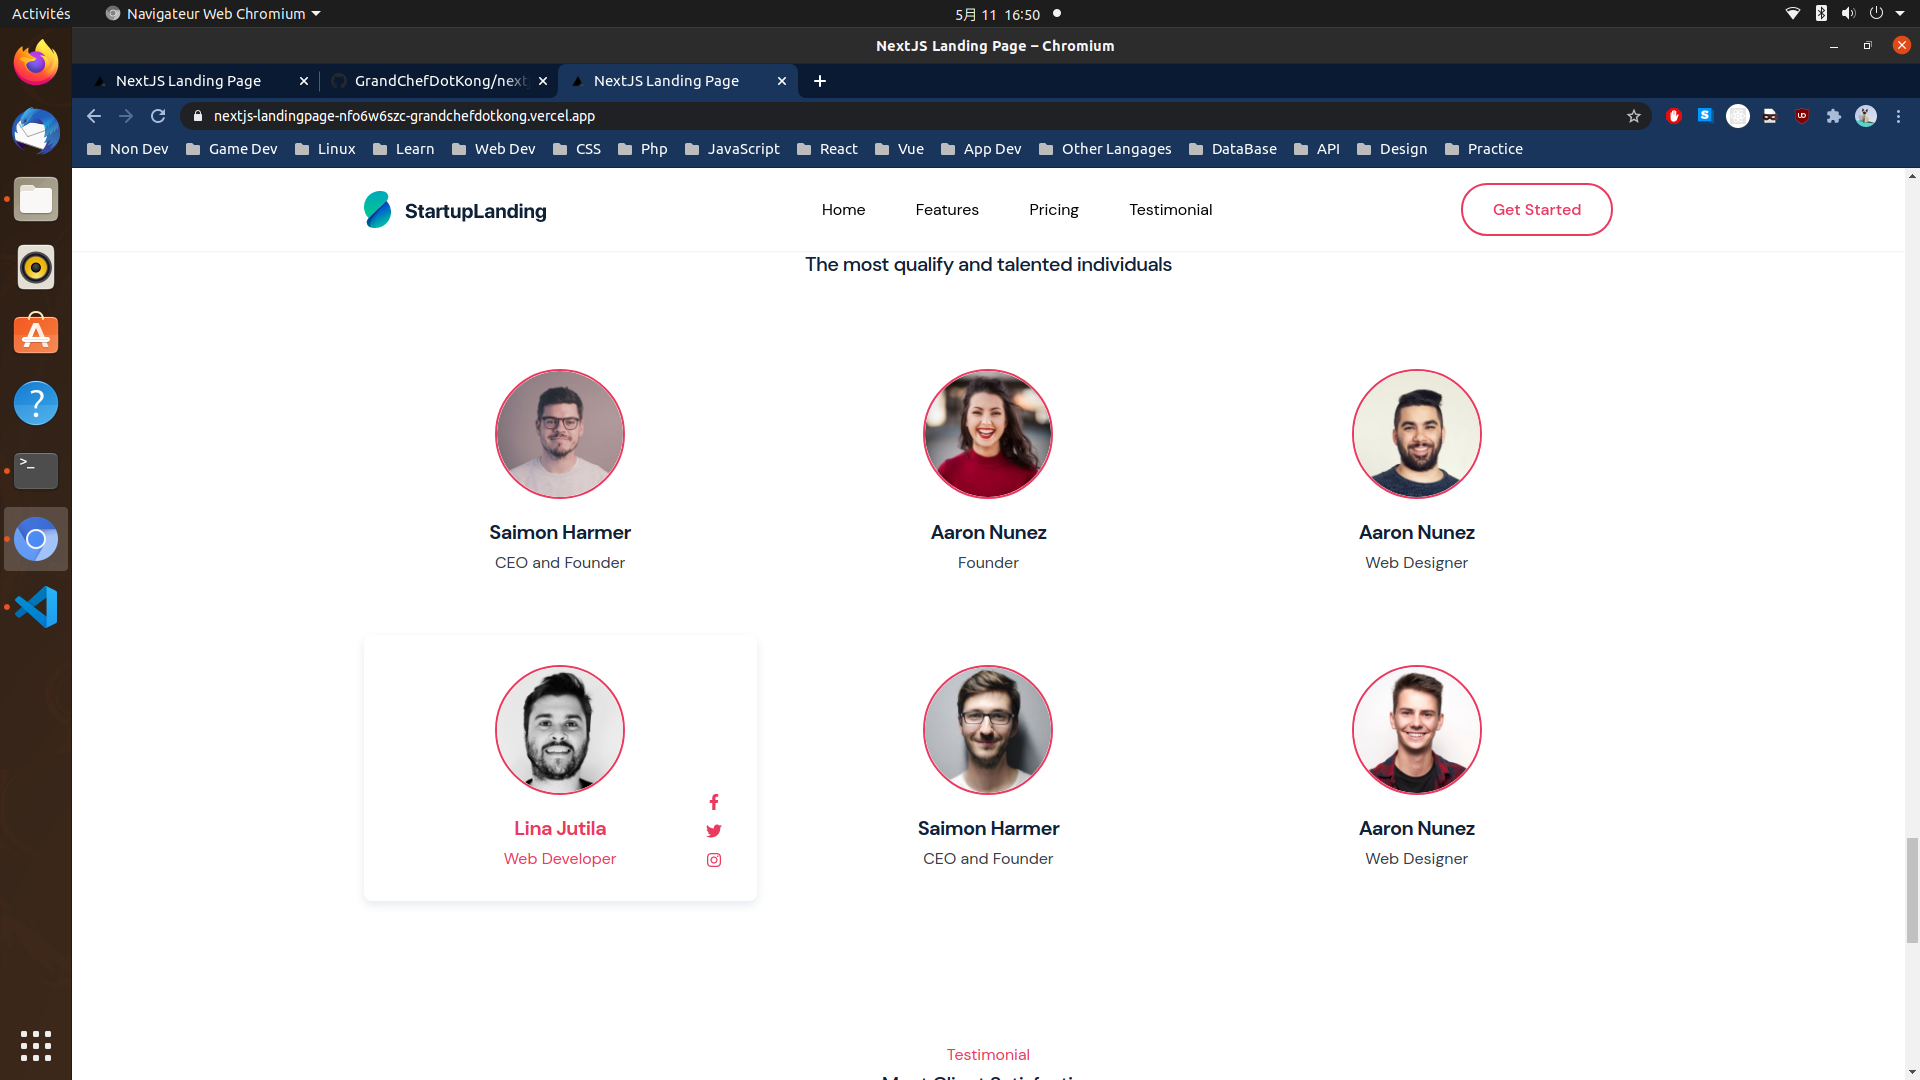 Activités Navigateur Web Chromium 5月 11 16:50
NextJS Landing Page – Chromium
NextJS Landing Page GrandChefDotKong/next NextJS Landing Page
nextjs-landingpage-nfo6w6szc-grandchefdotkong.vercel.app
Non Dev Game Dev Linux Learn Web Dev CSS Php JavaScript React Vue App Dev Other Langages DataBase API Design Practice
StartupLanding Home Features Pricing Testimonial Get Started
The most qualify and talented individuals
Saimon Harmer Aaron Nunez Aaron Nunez
CEO and Founder Founder Web Designer
Lina Jutila Saimon Harmer Aaron Nunez
Web Developer CEO and Founder Web Designer
Testimonial